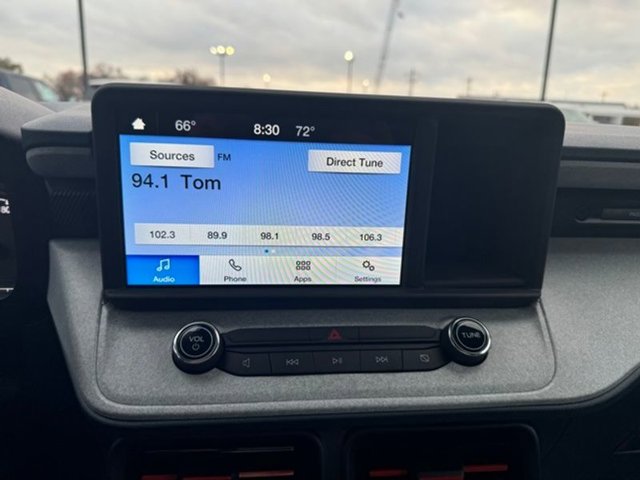 66° 8:30 72°
Sources FM Direct Tune
94.1 Tom
102.3 89.9 98.1 98.5 106.3
Audio Phone Apps Settings
VOL TUNE